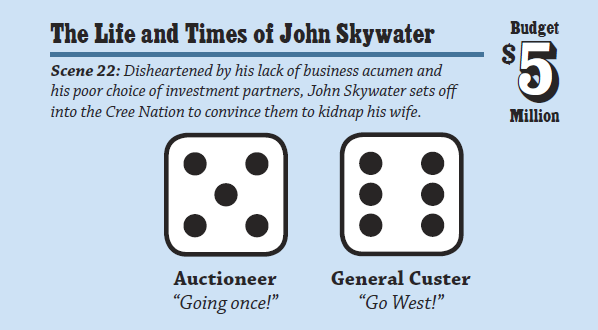 The Life and Times of John Skywater
Budget
$5
Million
Scene 22: Disheartened by his lack of business acumen and
his poor choice of investment partners, John Skywater sets off
into the Cree Nation to convince them to kidnap his wife.
Auctioneer
“Going once!”
General Custer
“Go West!”